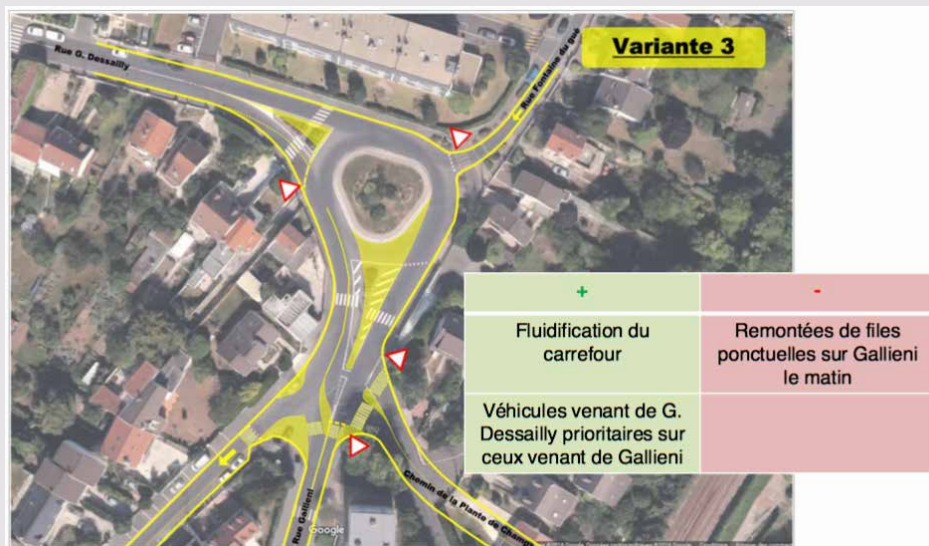 Variante 3
Rue G. Dessailly
Rue Fontaine du gué
+
-
Fluidification du
carrefour
Remontées de files
ponctuelles sur Gallieni
le matin
Véhicules venant de G.
Dessailly prioritaires sur
ceux venant de Gallieni
Rue Gallieni
Chemin de la Plante de Champ
Google